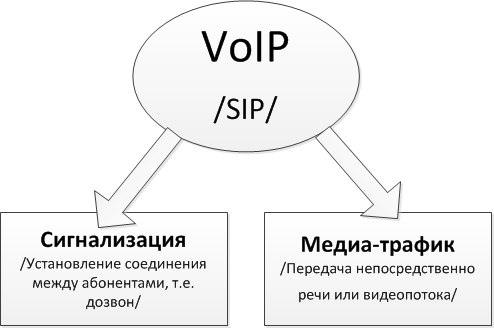 VoIP
/SIP/
Сигнализация
/Установление соединения
между абонентами, т.е.
дозвон/
Медиа-трафик
/Передача непосредственно
речи или видеопотока/